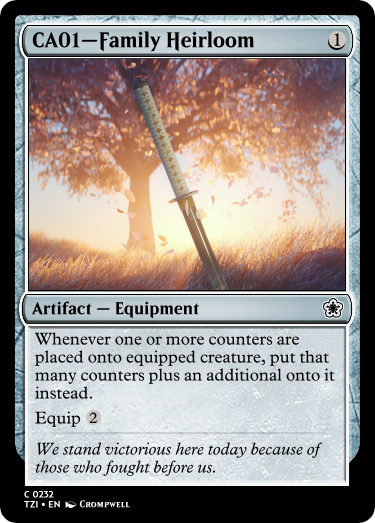 CA01—Family Heirloom 1
Artifact — Equipment
Whenever one or more counters are
placed onto equipped creature, put that
many counters plus an additional onto it
instead.
Equip 2
We stand victorious here today because of
those who fought before us.
C 0232
TZI • EN Crompwell